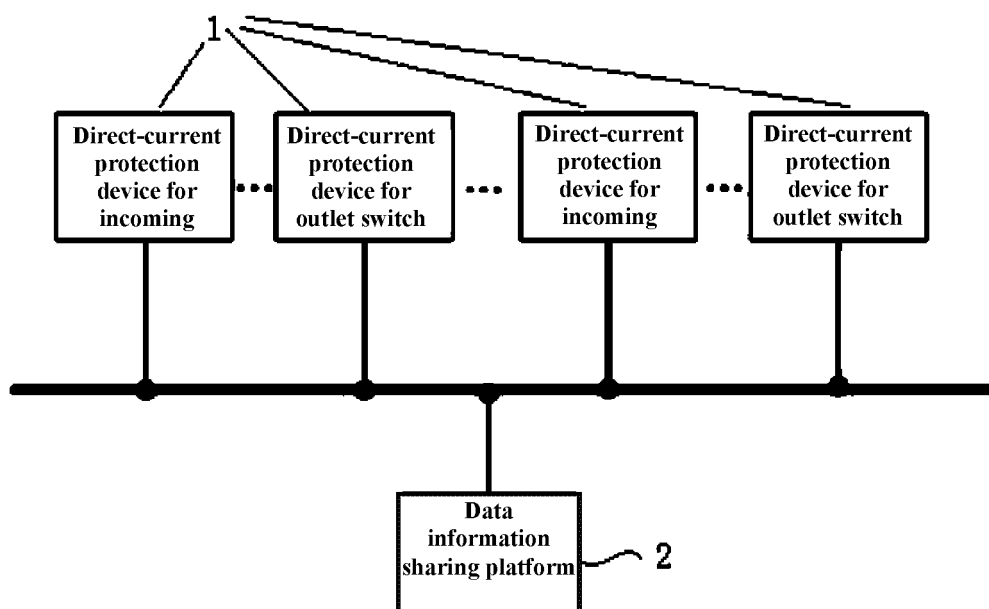 1
Direct-current
protection
device for
incoming
Direct-current
protection
device for
outlet switch
Direct-current
protection
device for
incoming
Direct-current
protection
device for
outlet switch
Data
information
sharing platform
2